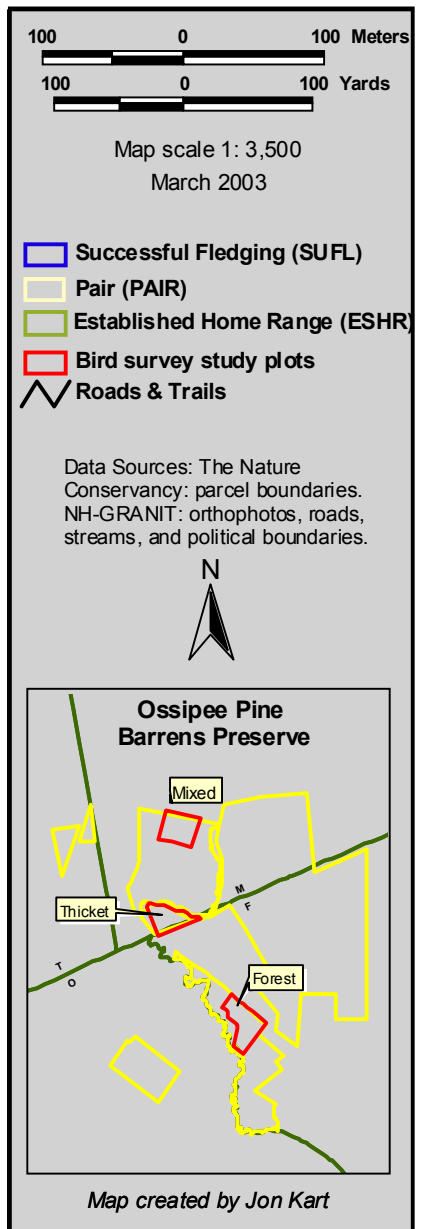 100 0 100 Meters
100 0 100 Yards
Map scale 1: 3,500
March 2003
Successful Fledging (SUFL)
Pair (PAIR)
Established Home Range (ESHR)
Bird survey study plots
Roads & Trails
Data Sources: The Nature
Conservancy: parcel boundaries.
NH-GRANIT: orthophotos, roads,
streams, and political boundaries.
N
Ossipee Pine
Barrens Preserve
Mixed
M
F
Thicket
Forest
T
O
Map created by Jon Kart